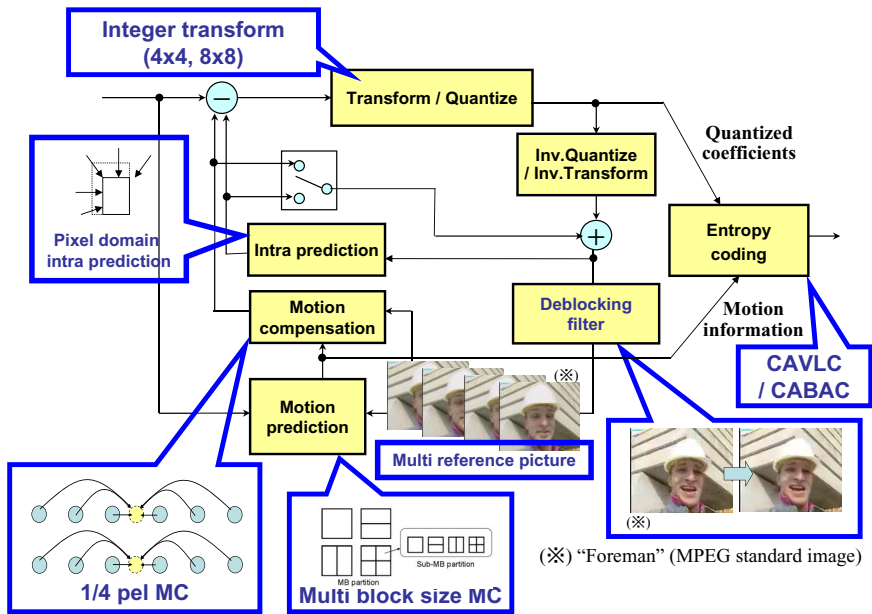 Integer transform
(4x4, 8x8)
−
Transform / Quantize
Quantized
coefficients
Inv.Quantize
/ Inv.Transform
Pixel domain
intra prediction
+
Entropy
coding
Intra prediction
Motion
compensation
Deblocking
filter
Motion
information
CAVLC
/ CABAC
(※)
Motion
prediction
Multi reference picture
(※)
(※) “Foreman” (MPEG standard image)
1/4 pel MC
MB partition
Sub-MB partition
Multi block size MC